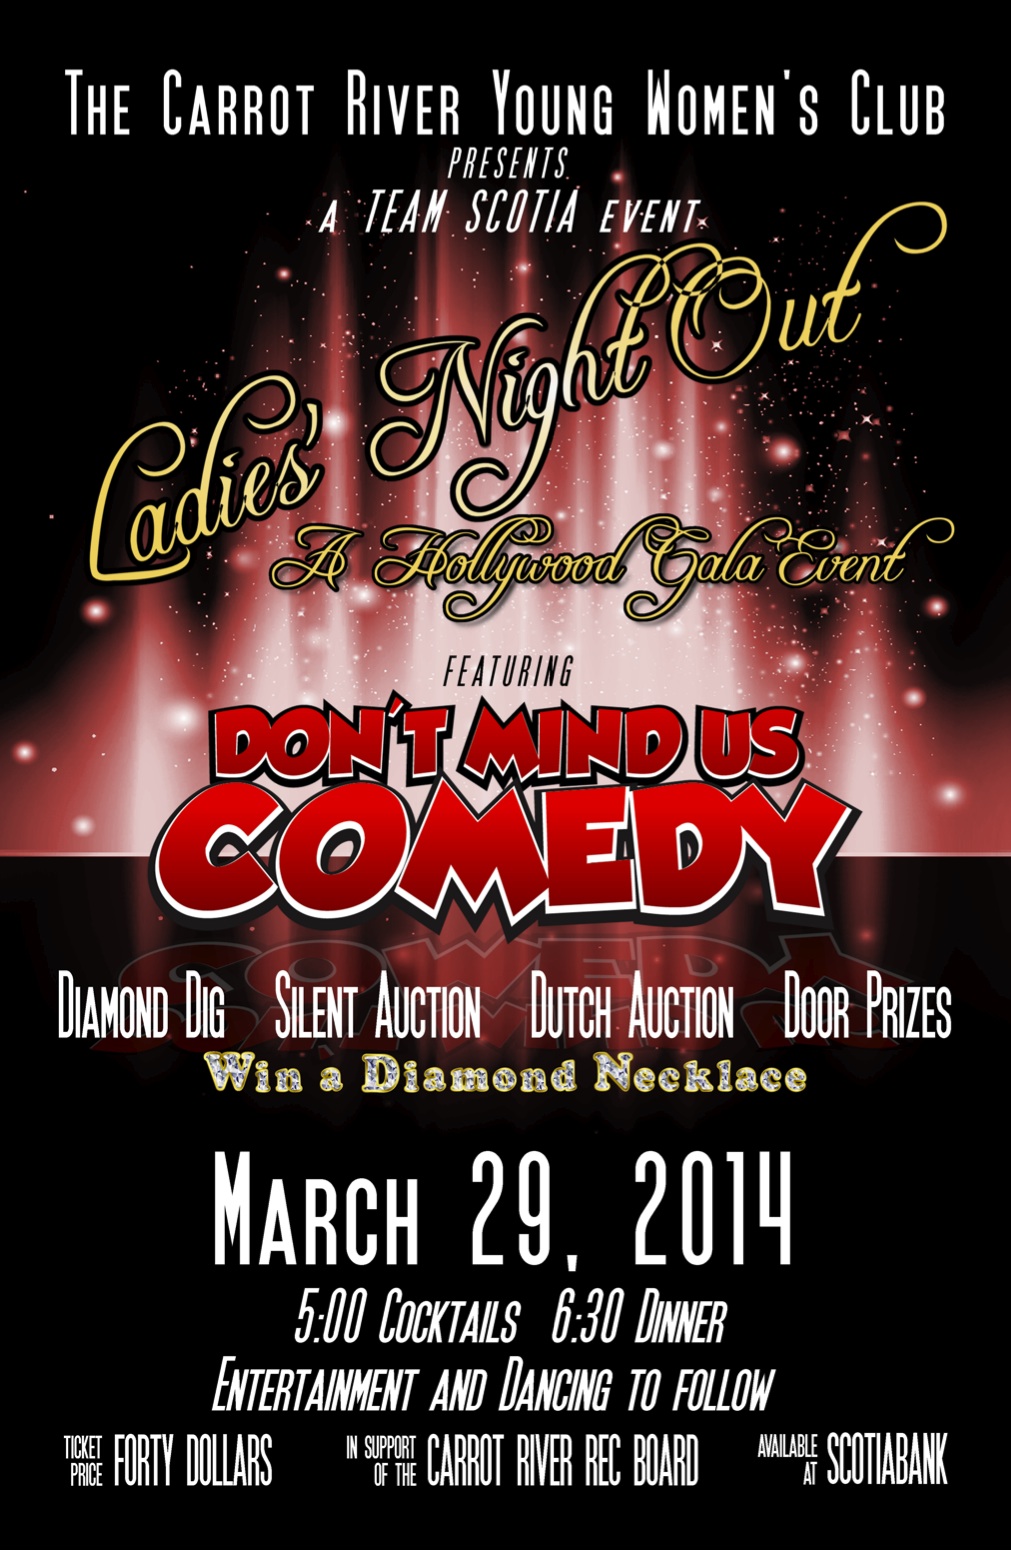 The Carrot River Young Women's Club
PRESENTS
A TEAM SCOTIA EVENT
Ladies' Night Out
A Hollywood Gala Event
FEATURING
DON'T MIND US
COMEDY
Diamond Dig Silent Auction Dutch Auction Door Prizes
Win a Diamond Necklace
March 29, 2014
5:00 Cocktails 6:30 Dinner
Entertainment and Dancing to follow
TICKET PRICE FORTY DOLLARS IN SUPPORT OF THE CARROT RIVER REC BOARD AVAILABLE AT SCOTIABANK